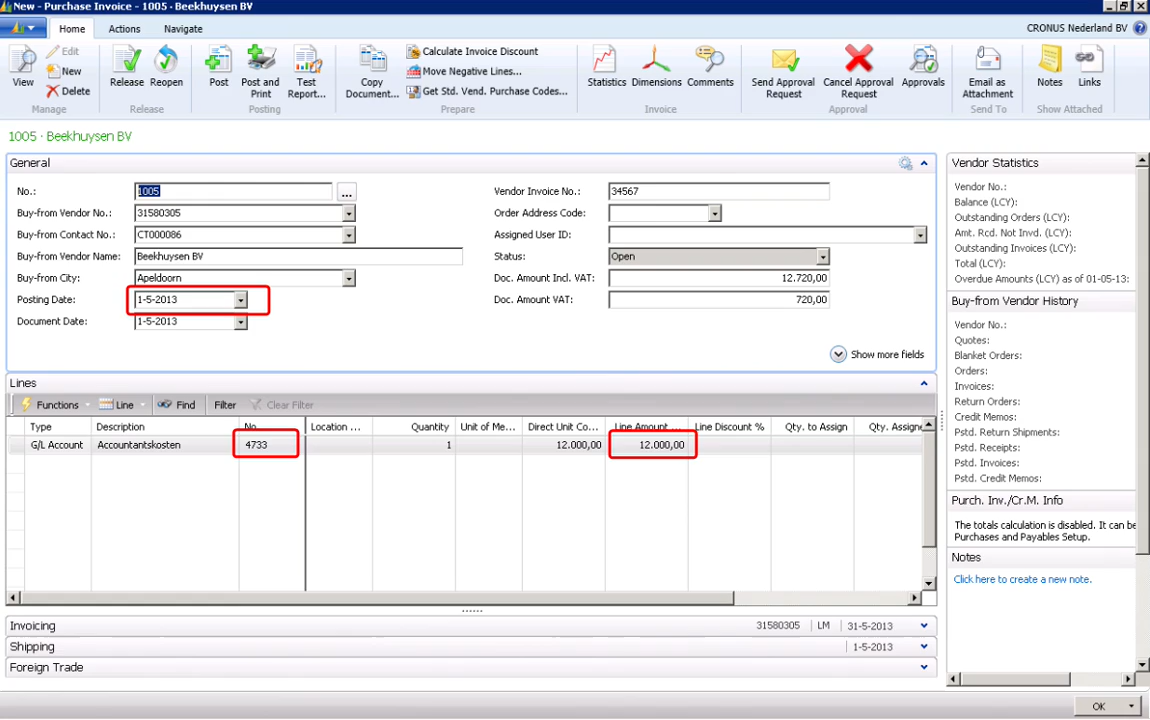 New - Purchase Invoice - 1005 · Beekhuysen BV
Home Actions Navigate CRONUS Nederland BV
View
Edit
New
Delete
Manage
Release
Reopen
Release
Post
Post and Print
Test Report...
Posting
Copy Document...
Calculate Invoice Discount
Move Negative Lines...
Get Std. Vend. Purchase Codes...
Prepare
Statistics
Dimensions
Comments
Invoice
Send Approval Request
Cancel Approval Request
Approvals
Approval
Email as Attachment
Send To
Notes
Links
Show Attached
1005 · Beekhuysen BV
General
No.: 1005 ...
Buy-from Vendor No.: 31580305
Buy-from Contact No.: CT000086
Buy-from Vendor Name: Beekhuysen BV
Buy-from City: Apeldoorn
Posting Date: 1-5-2013
Document Date: 1-5-2013
Vendor Invoice No.: 34567
Order Address Code:
Assigned User ID:
Status: Open
Doc. Amount Incl. VAT: 12.720,00
Doc. Amount VAT: 720,00
Show more fields
Lines
Functions Line Find Filter Clear Filter
Type Description No. Location ... Quantity Unit of Me... Direct Unit Co... Line Amount ... Line Discount % Qty. to Assign Qty. Assigne
G/L Account Accountantskosten 4733 1 12.000,00 12.000,00
Invoicing 31580305 LM 31-5-2013
Shipping 1-5-2013
Foreign Trade
Vendor Statistics
Vendor No.:
Balance (LCY):
Outstanding Orders (LCY):
Amt. Rcd. Not Invd. (LCY):
Outstanding Invoices (LCY):
Total (LCY):
Overdue Amounts (LCY) as of 01-05-13:
Buy-from Vendor History
Vendor No.:
Quotes:
Blanket Orders:
Orders:
Invoices:
Return Orders:
Credit Memos:
Pstd. Return Shipments:
Pstd. Receipts:
Pstd. Invoices:
Pstd. Credit Memos:
Purch. Inv./Cr.M. Info
The totals calculation is disabled. It can be
Purchases and Payables Setup.
Notes
Click here to create a new note.
OK